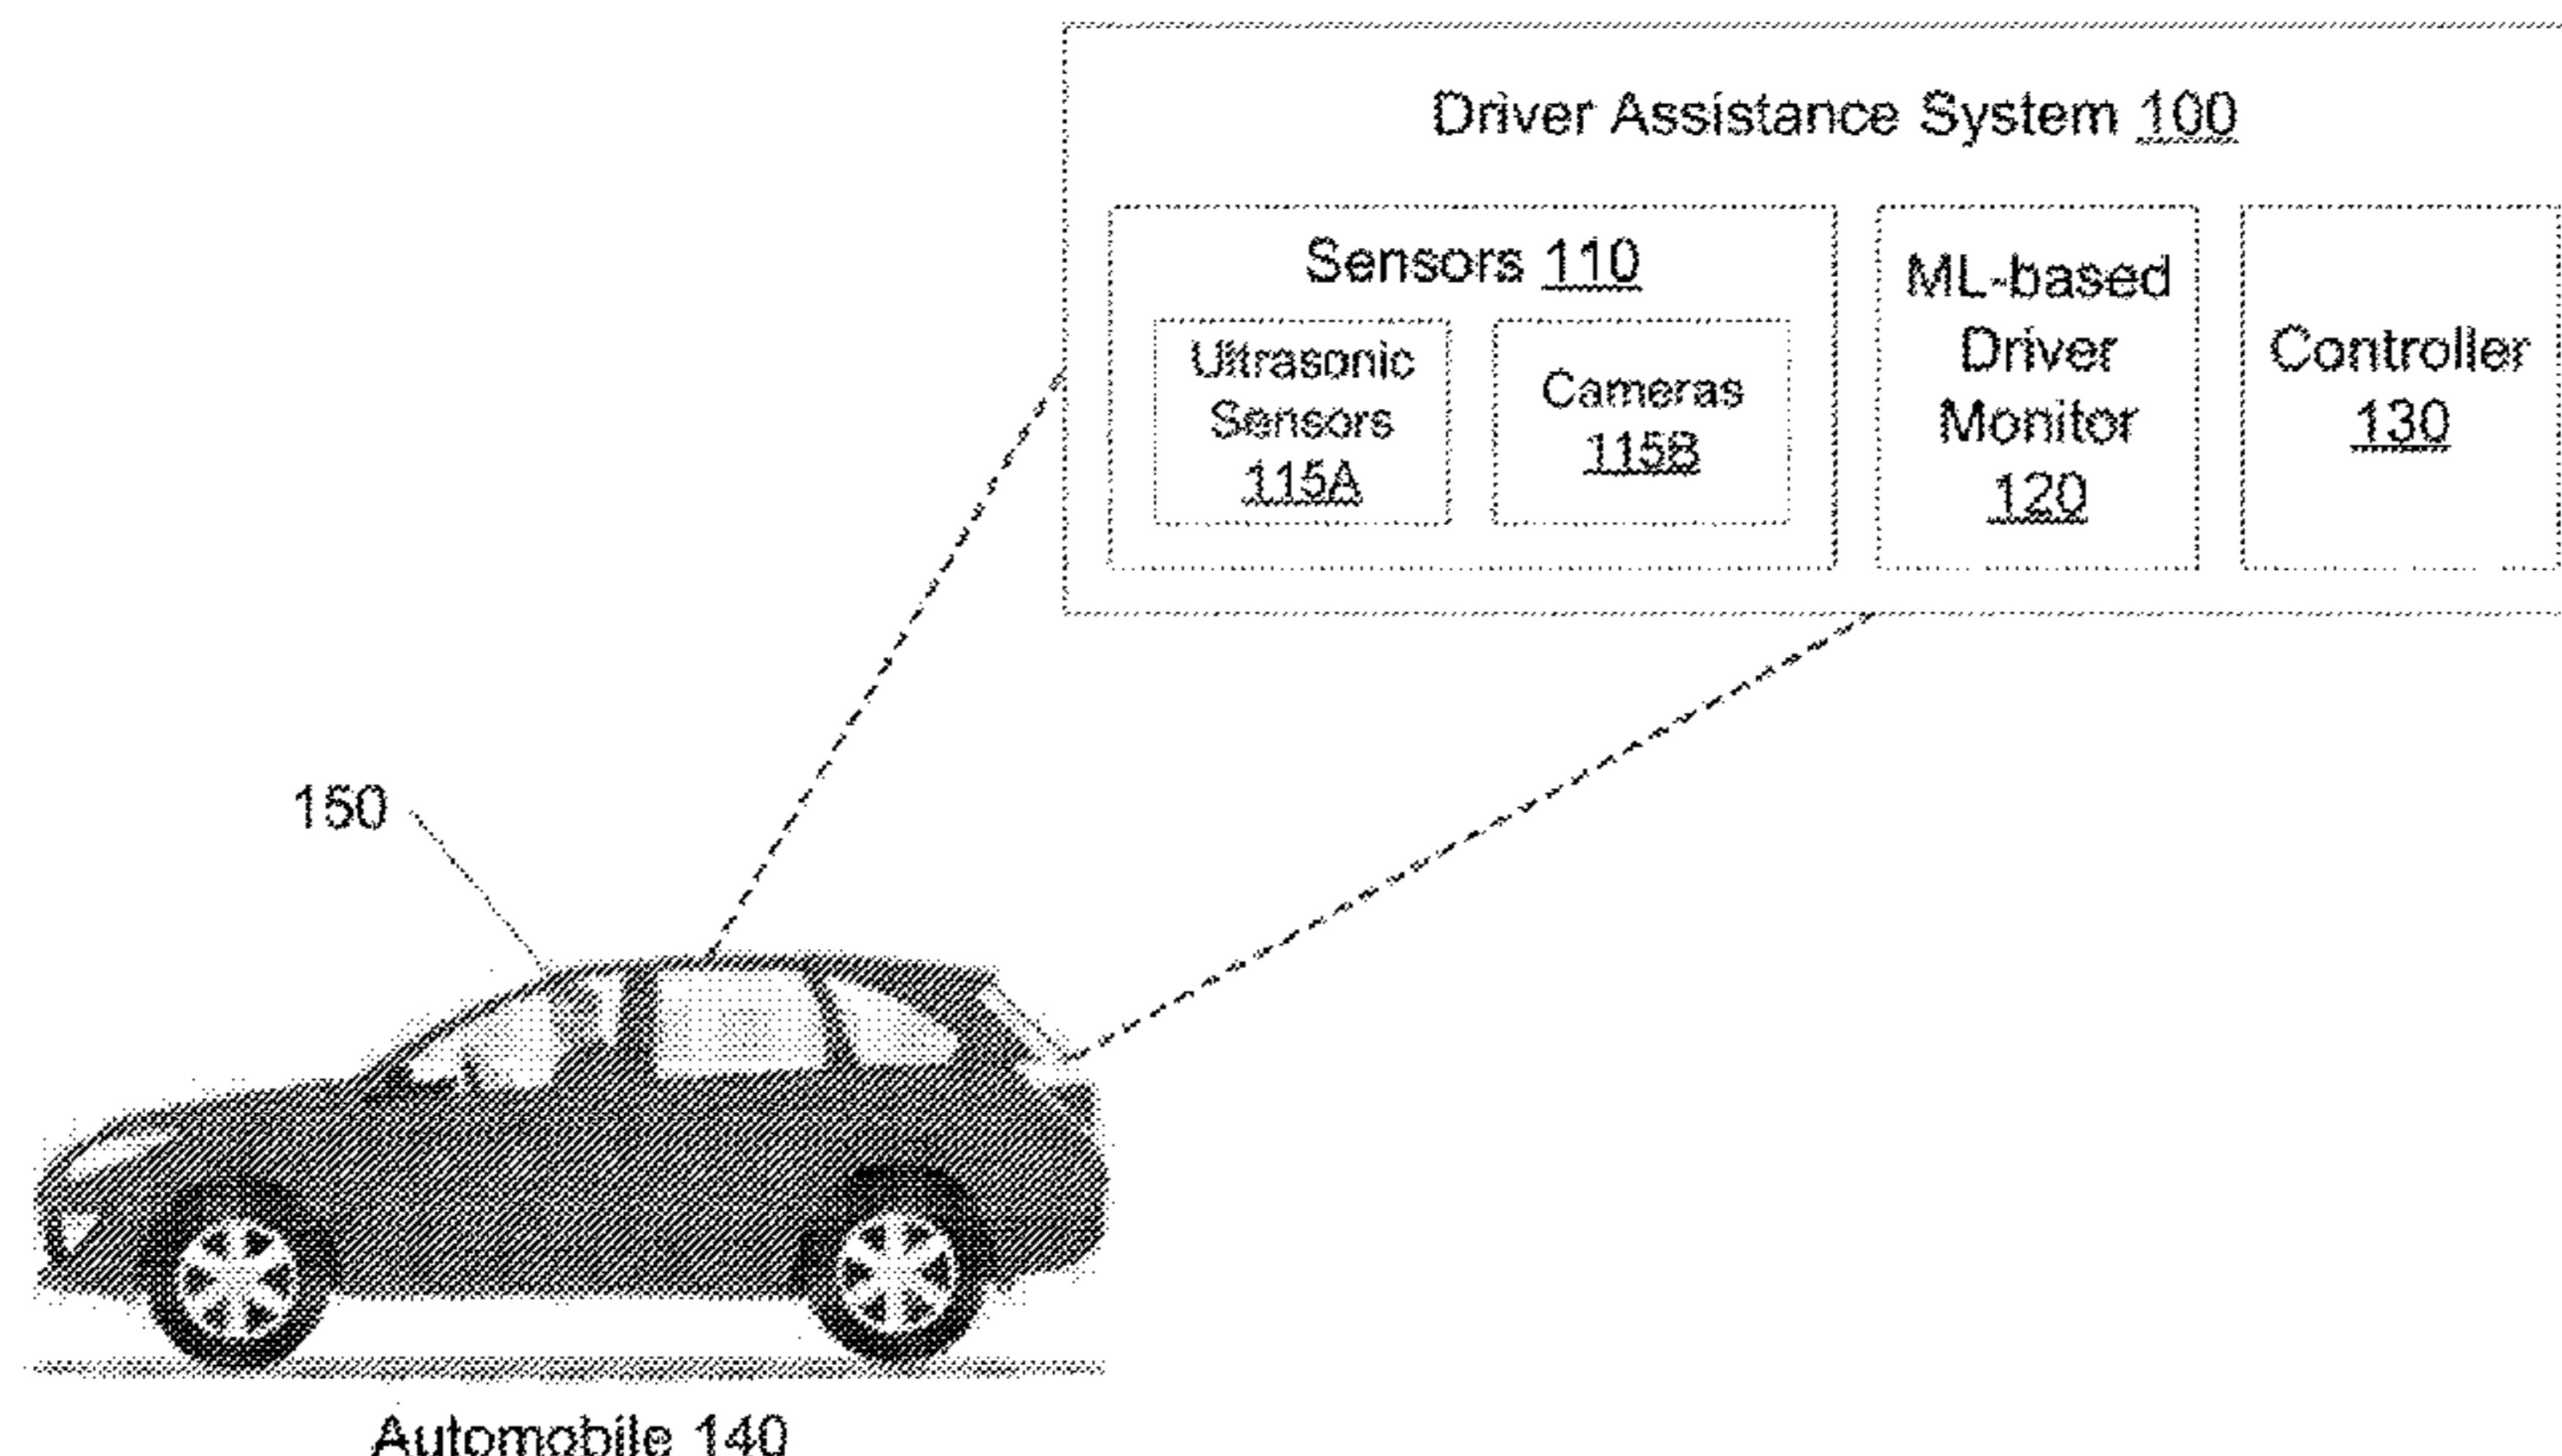 Driver Assistance System 100
Sensors 110
Ultrasonic
Sensors
115A
Cameras
115B
ML-based
Driver
Monitor
120
Controller
130
150
Automobile 140